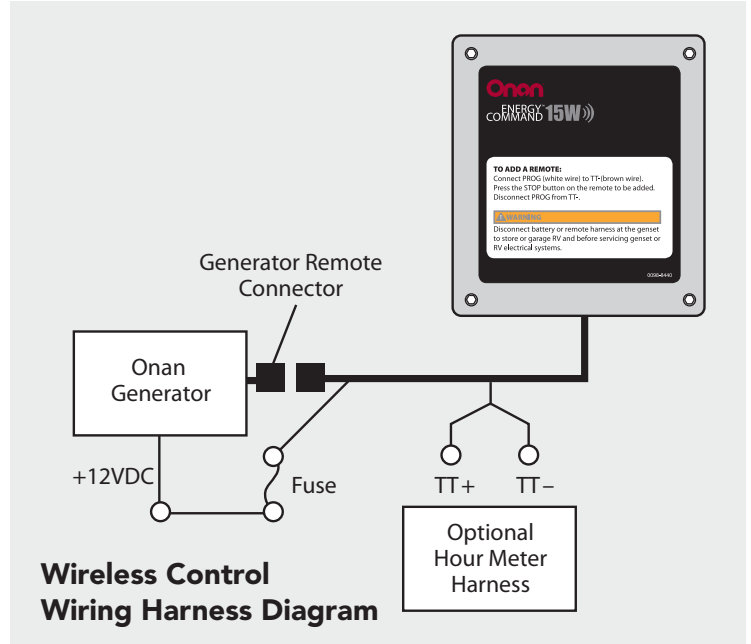 Onan
ENERGY™
COMMAND 15W
TO ADD A REMOTE:
Connect PROG (white wire) to TT-(brown wire).
Press the STOP button on the remote to be added.
Disconnect PROG from TT-.
WARNING
Disconnect battery or remote harness at the genset
to store or garage RV and before servicing genset or
RV electrical systems.
0098-8440
Generator Remote
Connector
Onan
Generator
+12VDC
Fuse
TT+ TT–
Optional
Hour Meter
Harness
Wireless Control
Wiring Harness Diagram